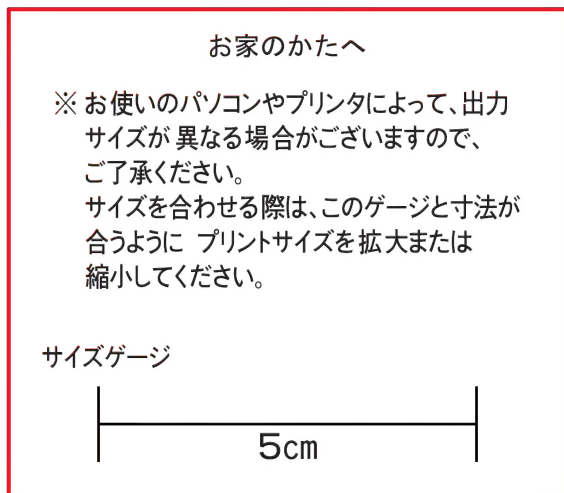 お家のかたへ
※ お使いのパソコンやプリンタによって、出力
サイズが異なる場合がございますので、
ご了承ください。
サイズを合わせる際は、このゲージと寸法が
合うように プリントサイズを拡大または
縮小してください。
サイズゲージ
5cm